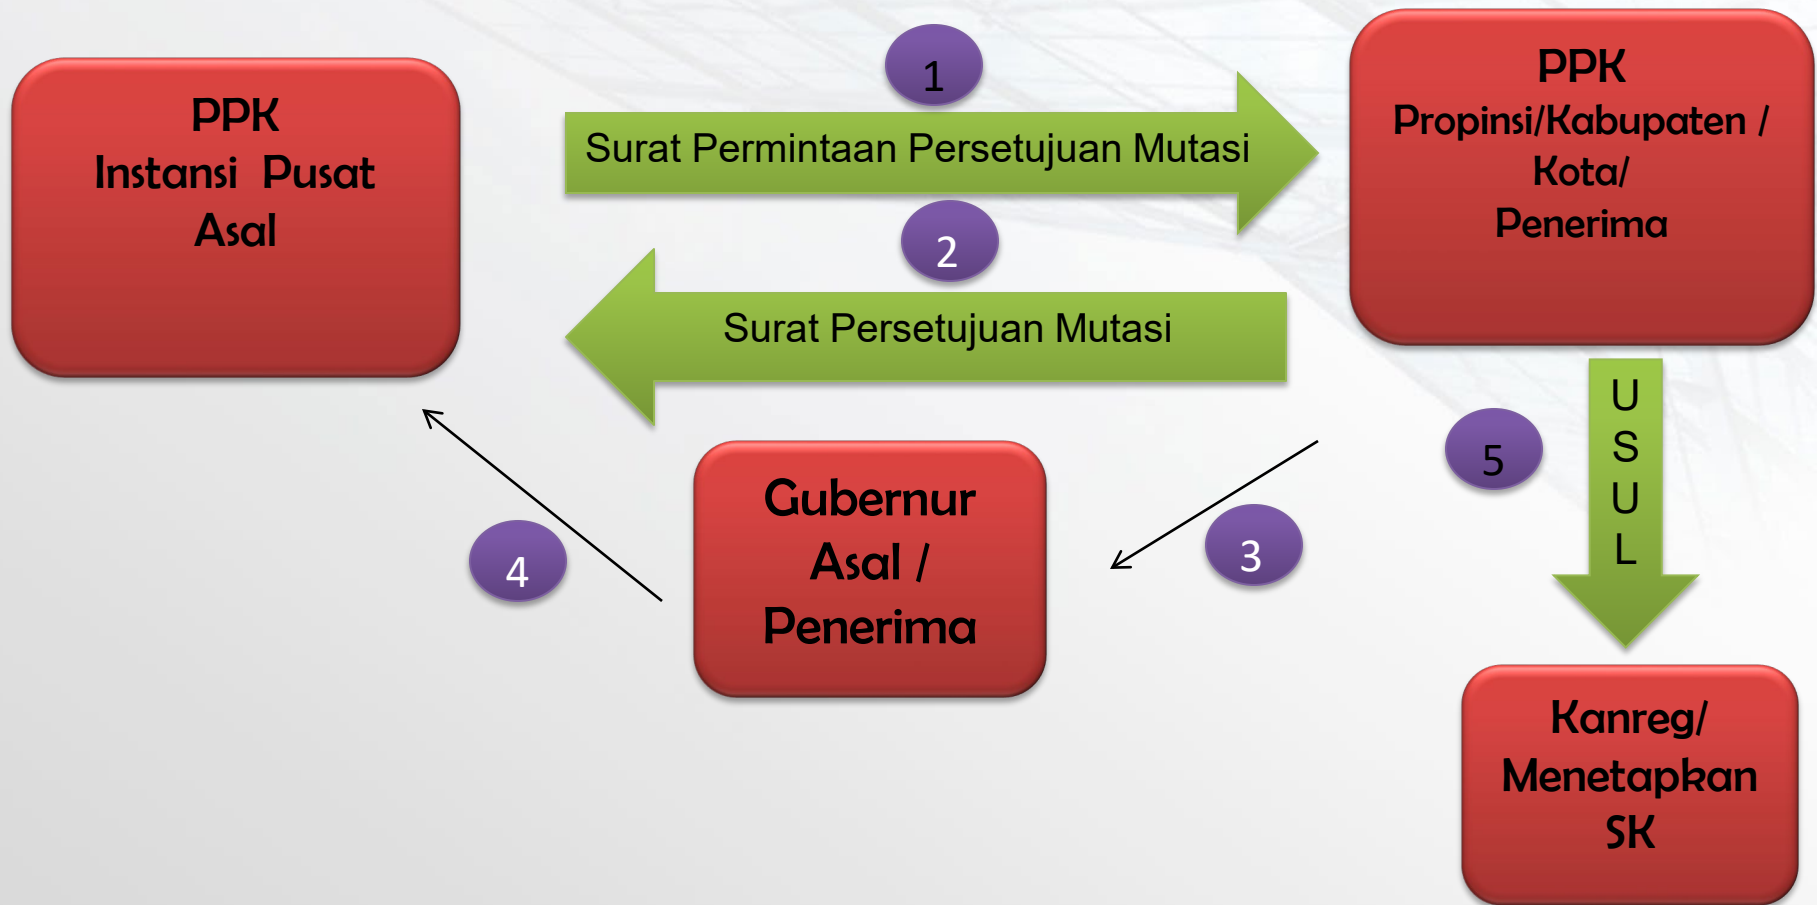 PPK
Instansi Pusat
Asal
1
Surat Permintaan Persetujuan Mutasi
PPK
Propinsi/Kabupaten /
Kota/
Penerima
2
Surat Persetujuan Mutasi
Gubernur
Asal /
Penerima
3
4
5
U
S
U
L
Kanreg/
Menetapkan
SK